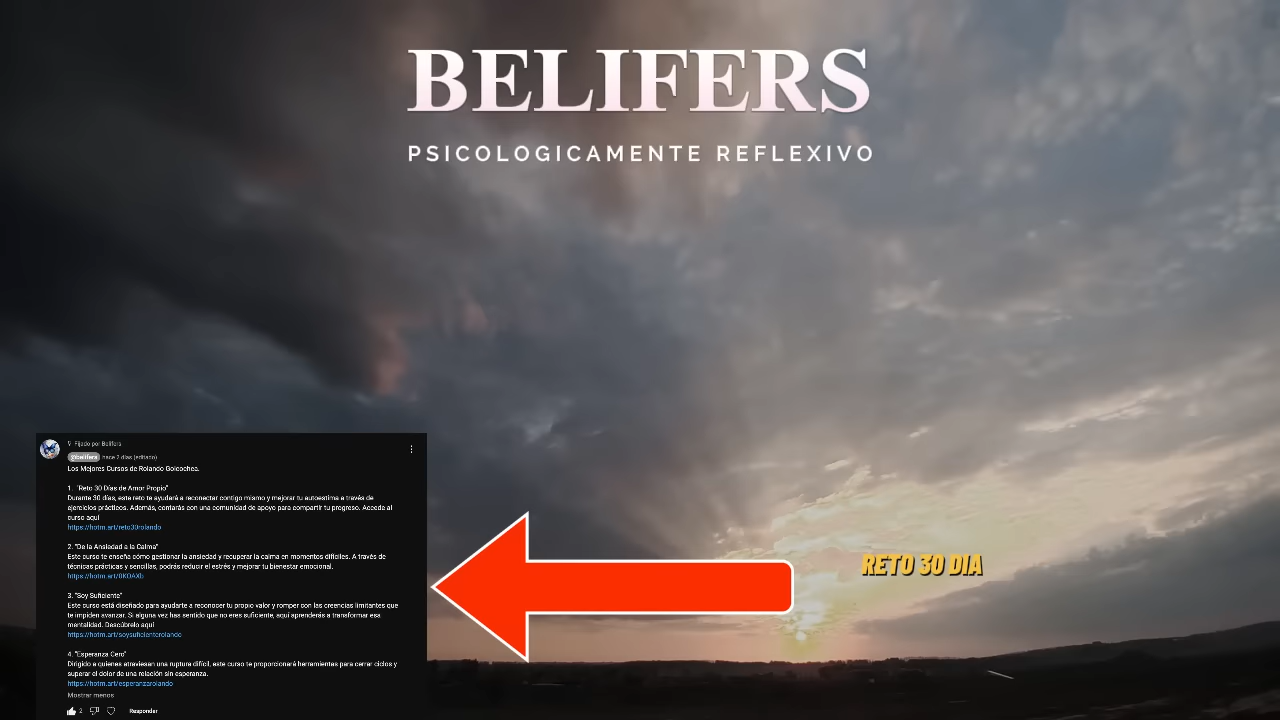 BELIFERS
PSICOLOGICAMENTE REFLEXIVO
Fijado por Belifers
@belifers hace 2 días (editado)
Los Mejores Cursos de Rolando Goicochea.
1. "Reto 30 Días de Amor Propio"
Durante 30 días, este reto te ayudará a reconectar contigo mismo y mejorar tu autoestima a través de
ejercicios prácticos. Además, contarás con una comunidad de apoyo para compartir tu progreso. Accede al
curso aquí
https://hotm.art/reto30rolando
2. "De la Ansiedad a la Calma"
Este curso te enseña cómo gestionar la ansiedad y recuperar la calma en momentos difíciles. A través de
técnicas prácticas y sencillas, podrás reducir el estrés y mejorar tu bienestar emocional.
https://hotm.art/0KOAXb
3. "Soy Suficiente"
Este curso está diseñado para ayudarte a reconocer tu propio valor y romper con las creencias limitantes que
te impiden avanzar. Si alguna vez has sentido que no eres suficiente, aquí aprenderás a transformar esa
mentalidad. Descúbrelo aquí
https://hotm.art/soysuficienterolando
4. "Esperanza Cero"
Dirigido a quienes atraviesan una ruptura difícil, este curso te proporcionará herramientas para cerrar ciclos y
superar el dolor de una relación sin esperanza.
https://hotm.art/esperanzarolando
Mostrar menos
2 Responder
RETO 30 DIA